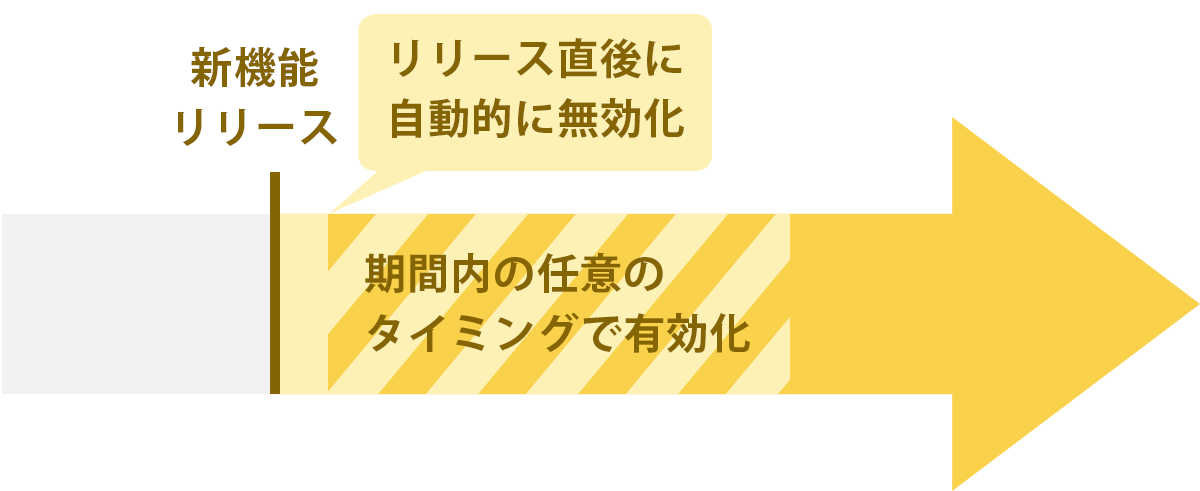 新機能
リリース
リリース直後に
自動的に無効化
期間内の任意の
タイミングで有効化